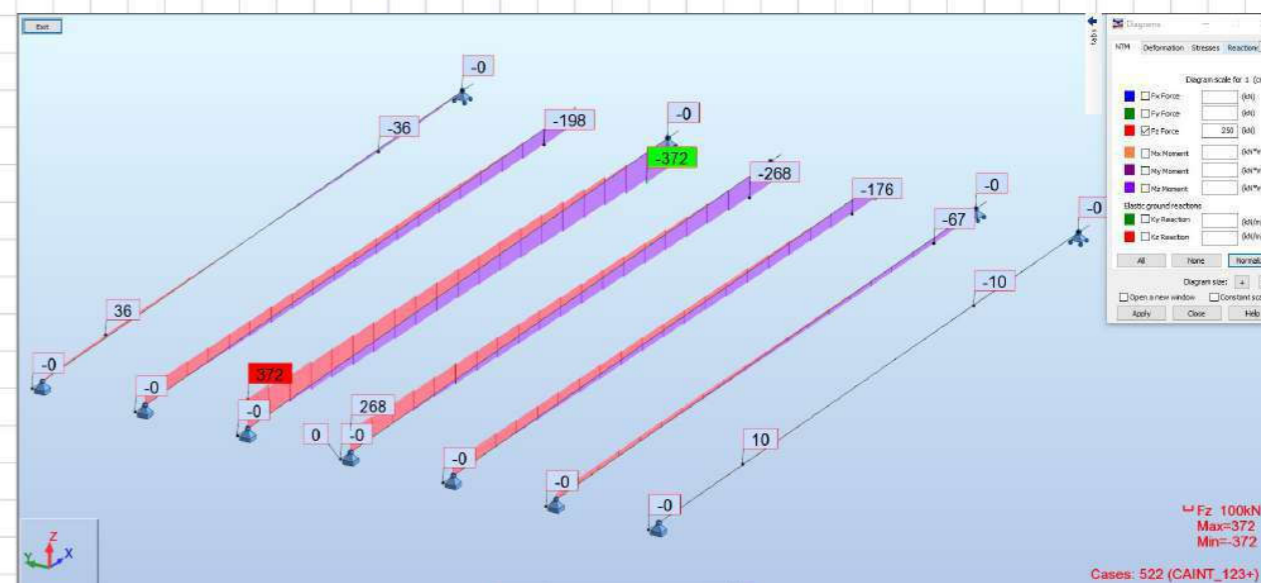 Exit
-0
-36
-198
-0
-372
-268
-176
-0
-67
-0
-10
36
-0
-0
372
-0
268
0
-0
-0
-0
10
-0
Z
Y
X
Fz 100kN
Max=372
Min=-372
Cases: 522 (CAINT_123+)
tabs
Diagrams
NTM Deformation Stresses Reaction
Diagram scale for 1
Fx Force (kN)
Fy Force (kN)
Fz Force 250 (kN)
Mx Moment
My Moment
Mz Moment
Elastic ground reactions
Ky Reaction
Kz Reaction
All None
Diagram size: +
Open a new window
Apply Close Help